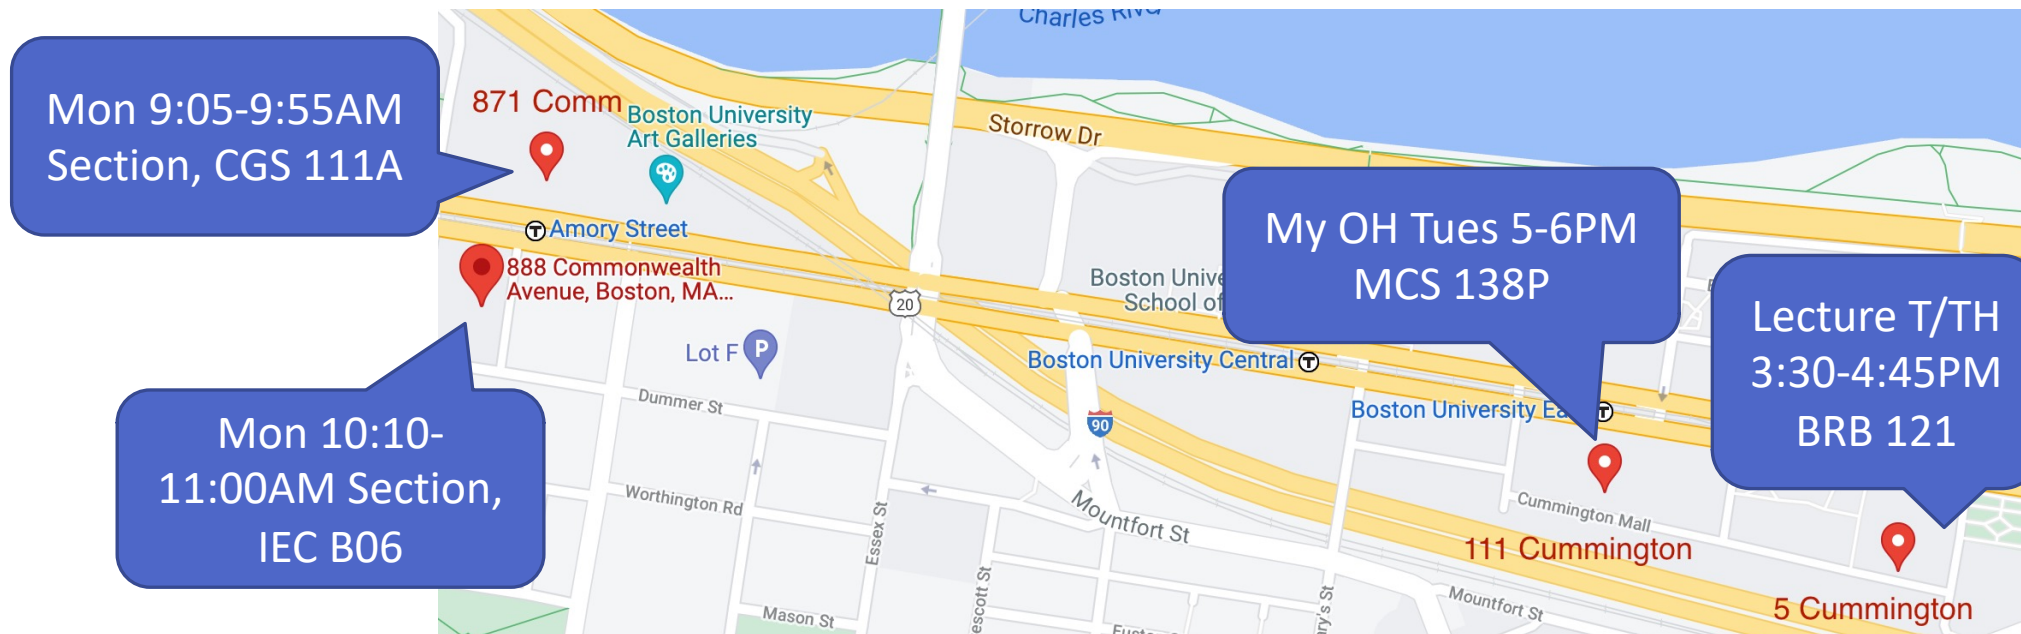 Charles
Mon 9:05-9:55AM
Section, CGS 111A
871 Comm
Boston University
Art Galleries
Storrow Dr
Amory Street
888 Commonwealth
Avenue, Boston, MA...
20
Boston
School of
My OH Tues 5-6PM
MCS 138P
Lecture T/TH
3:30-4:45PM
BRB 121
Lot F
P
Boston University Central
T
Boston University
T
Dummer St
90
Mon 10:10-
11:00AM Section,
IEC B06
Worthington Rd
Essex St
Mountfort St
Cummington Mall
111 Cummington
Mountfort St
5 Cummington
Mason St